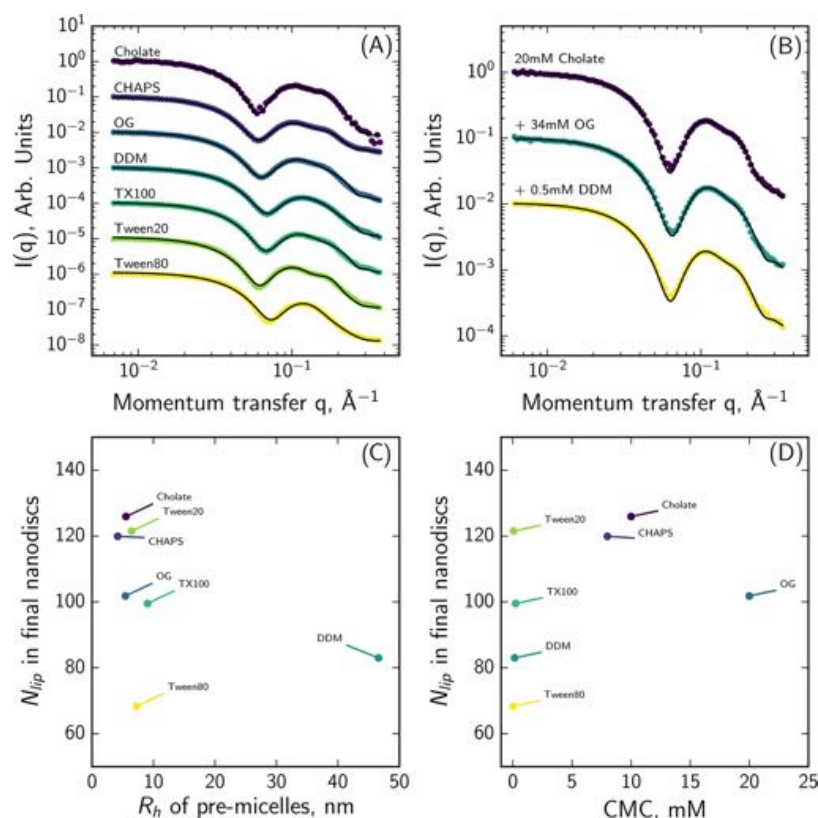 (A)
I(q), Arb. Units
10¹
10⁰
10⁻¹
10⁻²
10⁻³
10⁻⁴
10⁻⁵
10⁻⁶
10⁻⁷
10⁻⁸
Cholate
CHAPS
OG
DDM
TX100
Tween20
Tween80
10⁻²
10⁻¹
Momentum transfer q, Å⁻¹
(B)
I(q), Arb. Units
10⁰
10⁻¹
10⁻²
10⁻³
10⁻⁴
20mM Cholate
+ 34mM OG
+ 0.5mM DDM
10⁻²
10⁻¹
Momentum transfer q, Å⁻¹
(C)
N_lip in final nanodiscs
140
120
100
80
60
Cholate
Tween20
CHAPS
OG
TX100
DDM
Tween80
0
10
20
30
40
50
R_h of pre-micelles, nm
(D)
N_lip in final nanodiscs
140
120
100
80
60
Cholate
Tween20
CHAPS
TX100
OG
DDM
Tween80
0
5
10
15
20
25
CMC, mM